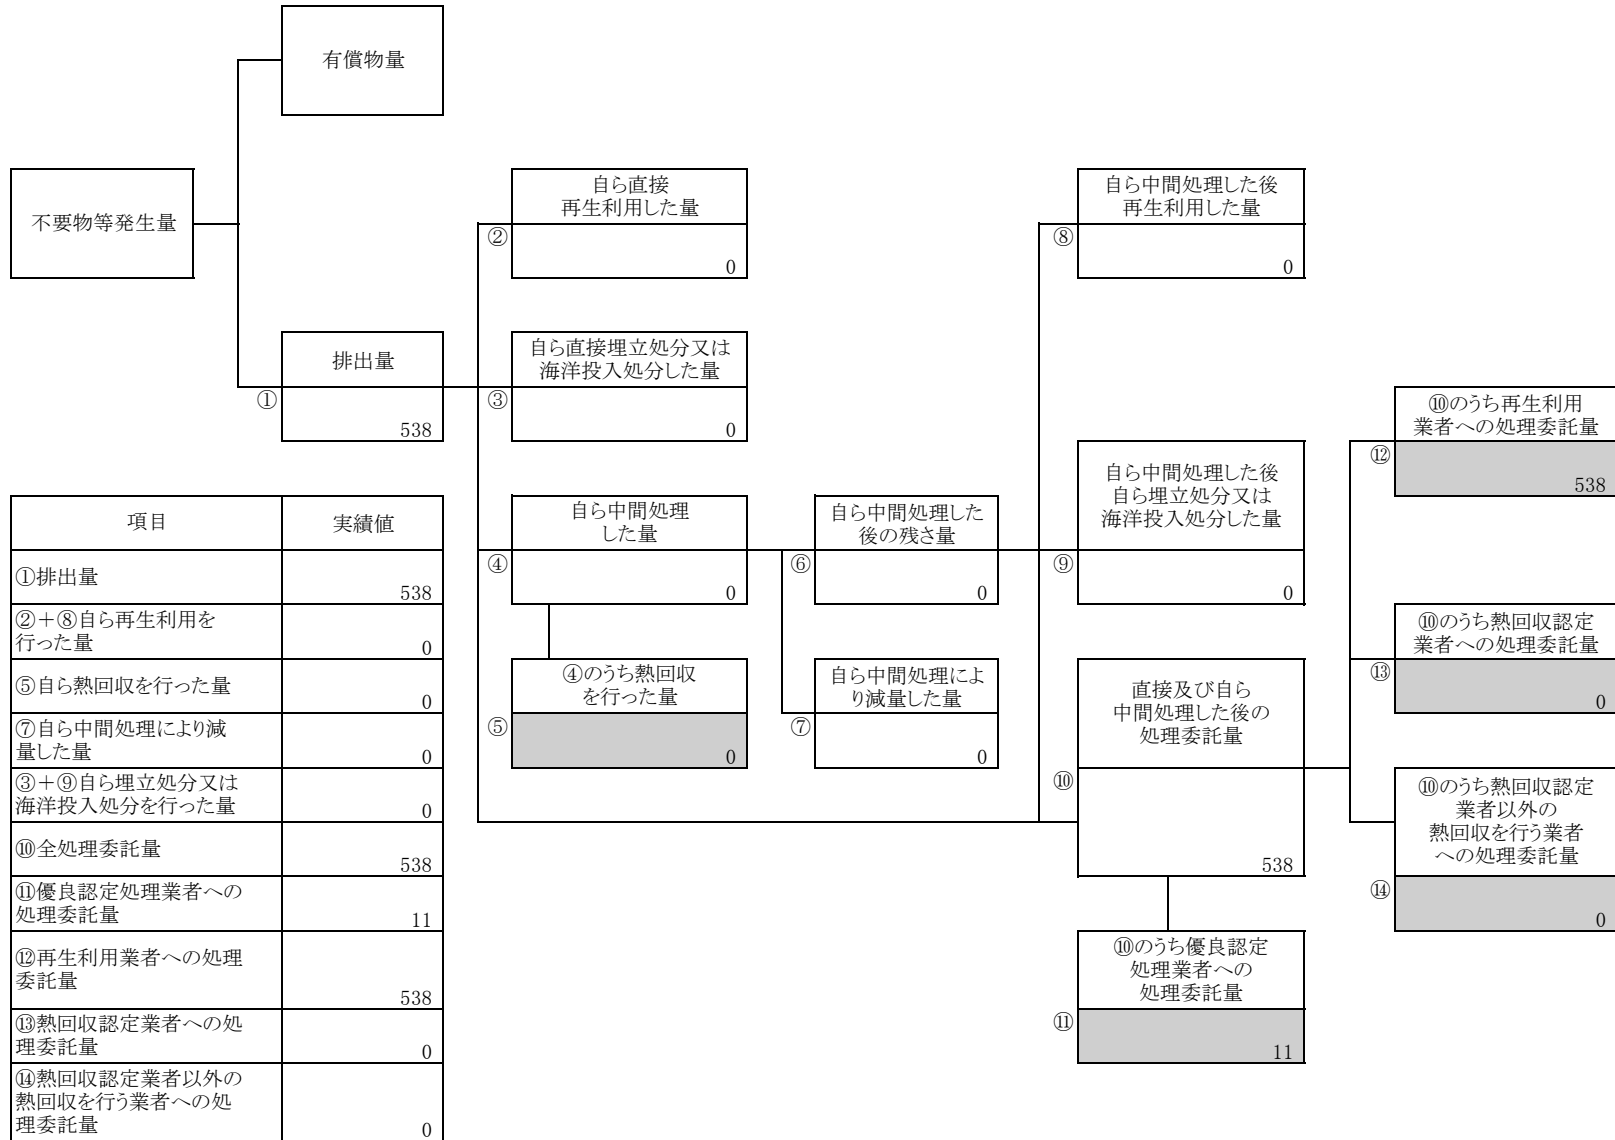 有償物量
不要物等発生量
自ら直接
再生利用した量
②
0
自ら中間処理した後
再生利用した量
⑧
0
排出量
①
538
自ら直接埋立処分又は
海洋投入処分した量
③
0
⑩のうち再生利用
業者への処理委託量
⑫
538
自ら中間処理した後
自ら埋立処分又は
海洋投入処分した量
⑨
0
自ら中間処理
した量
④
0
自ら中間処理した
後の残さ量
⑥
0
⑩のうち熱回収認定
業者への処理委託量
⑬
0
④のうち熱回収
を行った量
⑤
0
自ら中間処理によ
り減量した量
⑦
0
直接及び自ら
中間処理した後の
処理委託量
⑩
538
⑩のうち熱回収認定
業者以外の
熱回収を行う業者
への処理委託量
⑭
0
⑩のうち優良認定
処理業者への
処理委託量
⑪
11
項目 実績値
①排出量 538
②+⑧自ら再生利用を
行った量 0
⑤自ら熱回収を行った量 0
⑦自ら中間処理により減
量した量 0
③+⑨自ら埋立処分又は
海洋投入処分を行った量 0
⑩全処理委託量 538
⑪優良認定処理業者への
処理委託量 11
⑫再生利用業者への処理
委託量 538
⑬熱回収認定業者への処
理委託量 0
⑭熱回収認定業者以外の
熱回収を行う業者への処
理委託量 0